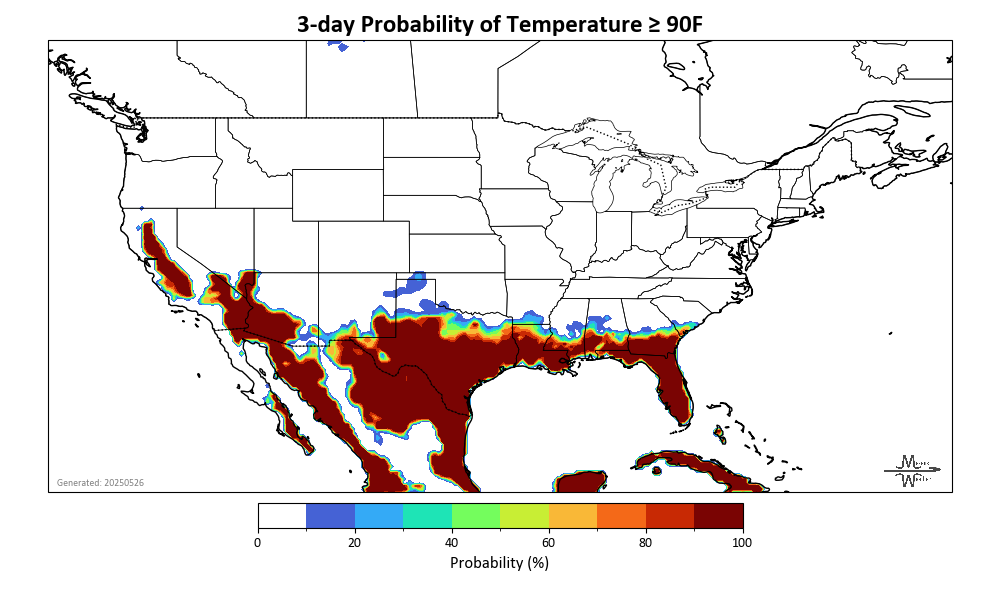 3-day Probability of Temperature ≥ 90F
Generated: 20250526
0 20 40 60 80 100
Probability (%)